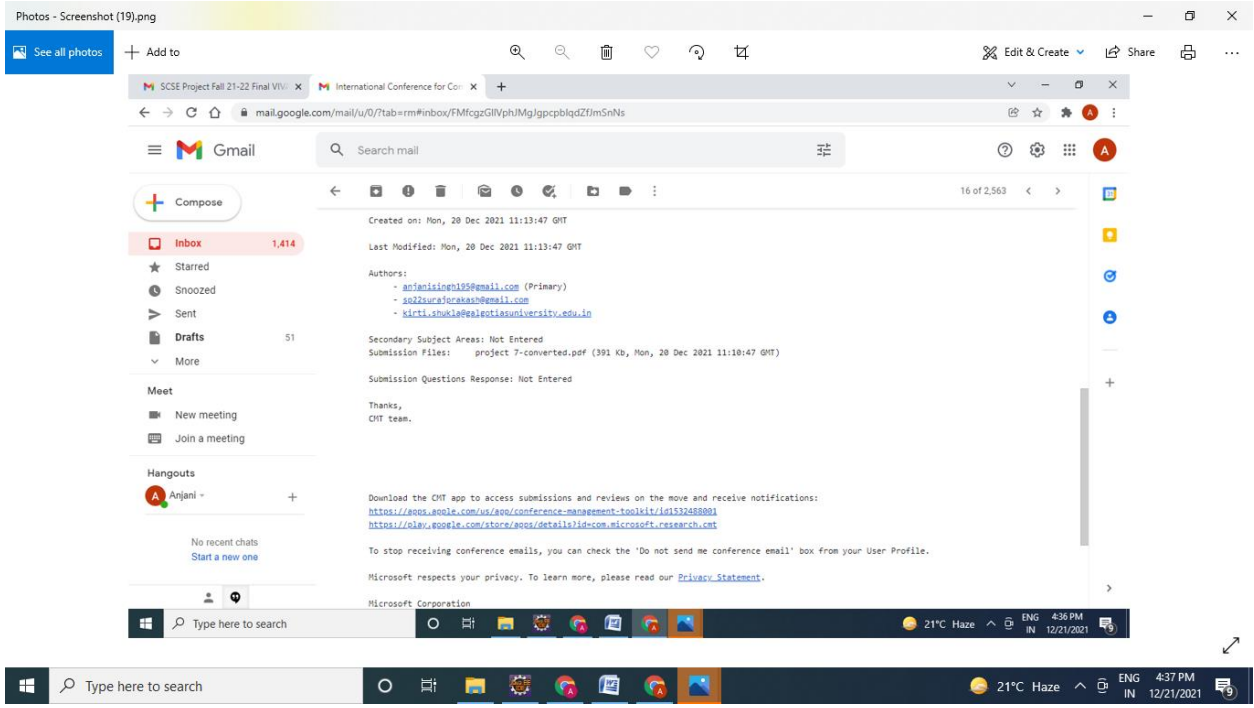 Photos - Screenshot (19).png
See all photos
Add to
Edit & Create
Share
SCSE Project Fall 21-22 Final VIV
International Conference for Con
mail.google.com/mail/u/0/?tab=rm#inbox/
Gmail
Search mail
Compose
16 of 2,563
Inbox 1,414
Starred
Snoozed
Sent
Drafts 51
More
Meet
New meeting
Join a meeting
Hangouts
A Anjani
No recent chats
Start a new one
Created on: Mon, 20 Dec 2021 11:13:47 GMT
Last Modified: Mon, 20 Dec 2021 11:13:47 GMT
Authors:
- anjanisingh195@gmail.com (Primary)
- sp22surajprakash@gmail.com
- kirti.shukla@galgotiasuniversity.edu.in
Secondary Subject Areas: Not Entered
Submission Files: project 7-converted.pdf (391 Kb, Mon, 20 Dec 2021 11:10:47 GMT)
Submission Questions Response: Not Entered
Thanks,
CMT team.
Download the CMT app to access submissions and reviews on the move and receive notifications:
https://apps.apple.com/us/app/conference-management-toolkit/id1532488001
https://play.google.com/store/apps/details?id=com.microsoft.research.cmt
To stop receiving conference emails, you can check the 'Do not send me conference email' box from your User Profile.
Microsoft respects your privacy. To learn more, please read our Privacy Statement.
Microsoft Corporation
Type here to search
21°C Haze
ENG 4:36 PM
IN 12/21/2021
Type here to search
21°C Haze
ENG 4:37 PM
IN 12/21/2021